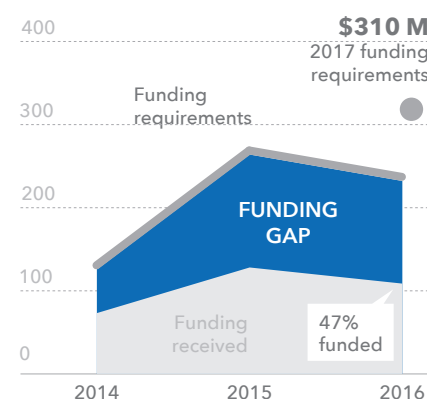 400
$310 M
2017 funding
requirements
Funding
requirements
300
200
FUNDING
GAP
100
Funding
received
47%
funded
0
2014 2015 2016